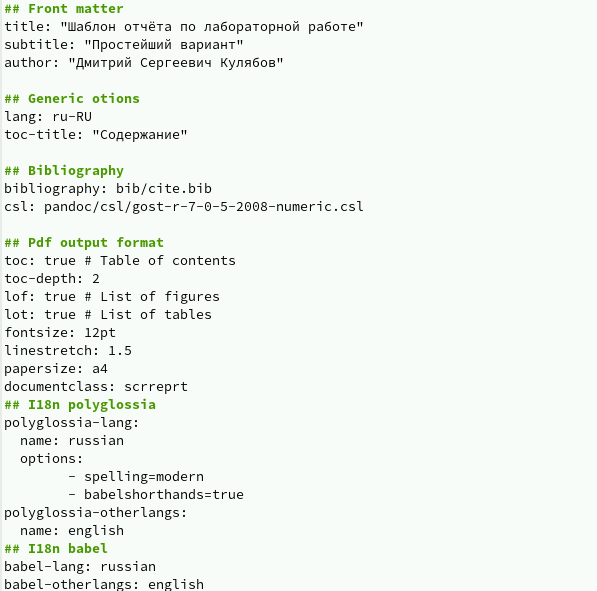 ## Front matter
title: "Шаблон отчёта по лабораторной работе"
subtitle: "Простейший вариант"
author: "Дмитрий Сергеевич Кулябов"

## Generic otions
lang: ru-RU
toc-title: "Содержание"

## Bibliography
bibliography: bib/cite.bib
csl: pandoc/csl/gost-r-7-0-5-2008-numeric.csl

## Pdf output format
toc: true # Table of contents
toc-depth: 2
lof: true # List of figures
lot: true # List of tables
fontsize: 12pt
linestretch: 1.5
papersize: a4
documentclass: scrreprt
## I18n polyglossia
polyglossia-lang:
  name: russian
  options:
        - spelling=modern
        - babelshorthands=true
polyglossia-otherlangs:
  name: english
## I18n babel
babel-lang: russian
babel-otherlangs: english